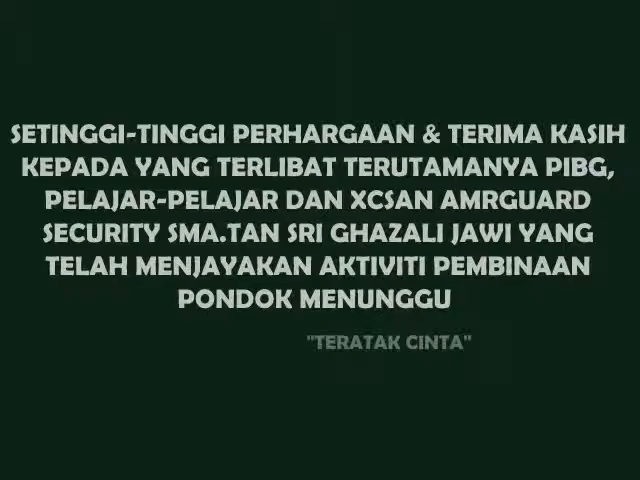 SETINGGI-TINGGI PERHARGAAN & TERIMA KASIH
KEPADA YANG TERLIBAT TERUTAMANYA PIBG,
PELAJAR-PELAJAR DAN XCSAN AMRGUARD
SECURITY SMA.TAN SRI GHAZALI JAWI YANG
TELAH MENJAYAKAN AKTIVITI PEMBINAAN
PONDOK MENUNGGU
"TERATAK CINTA"